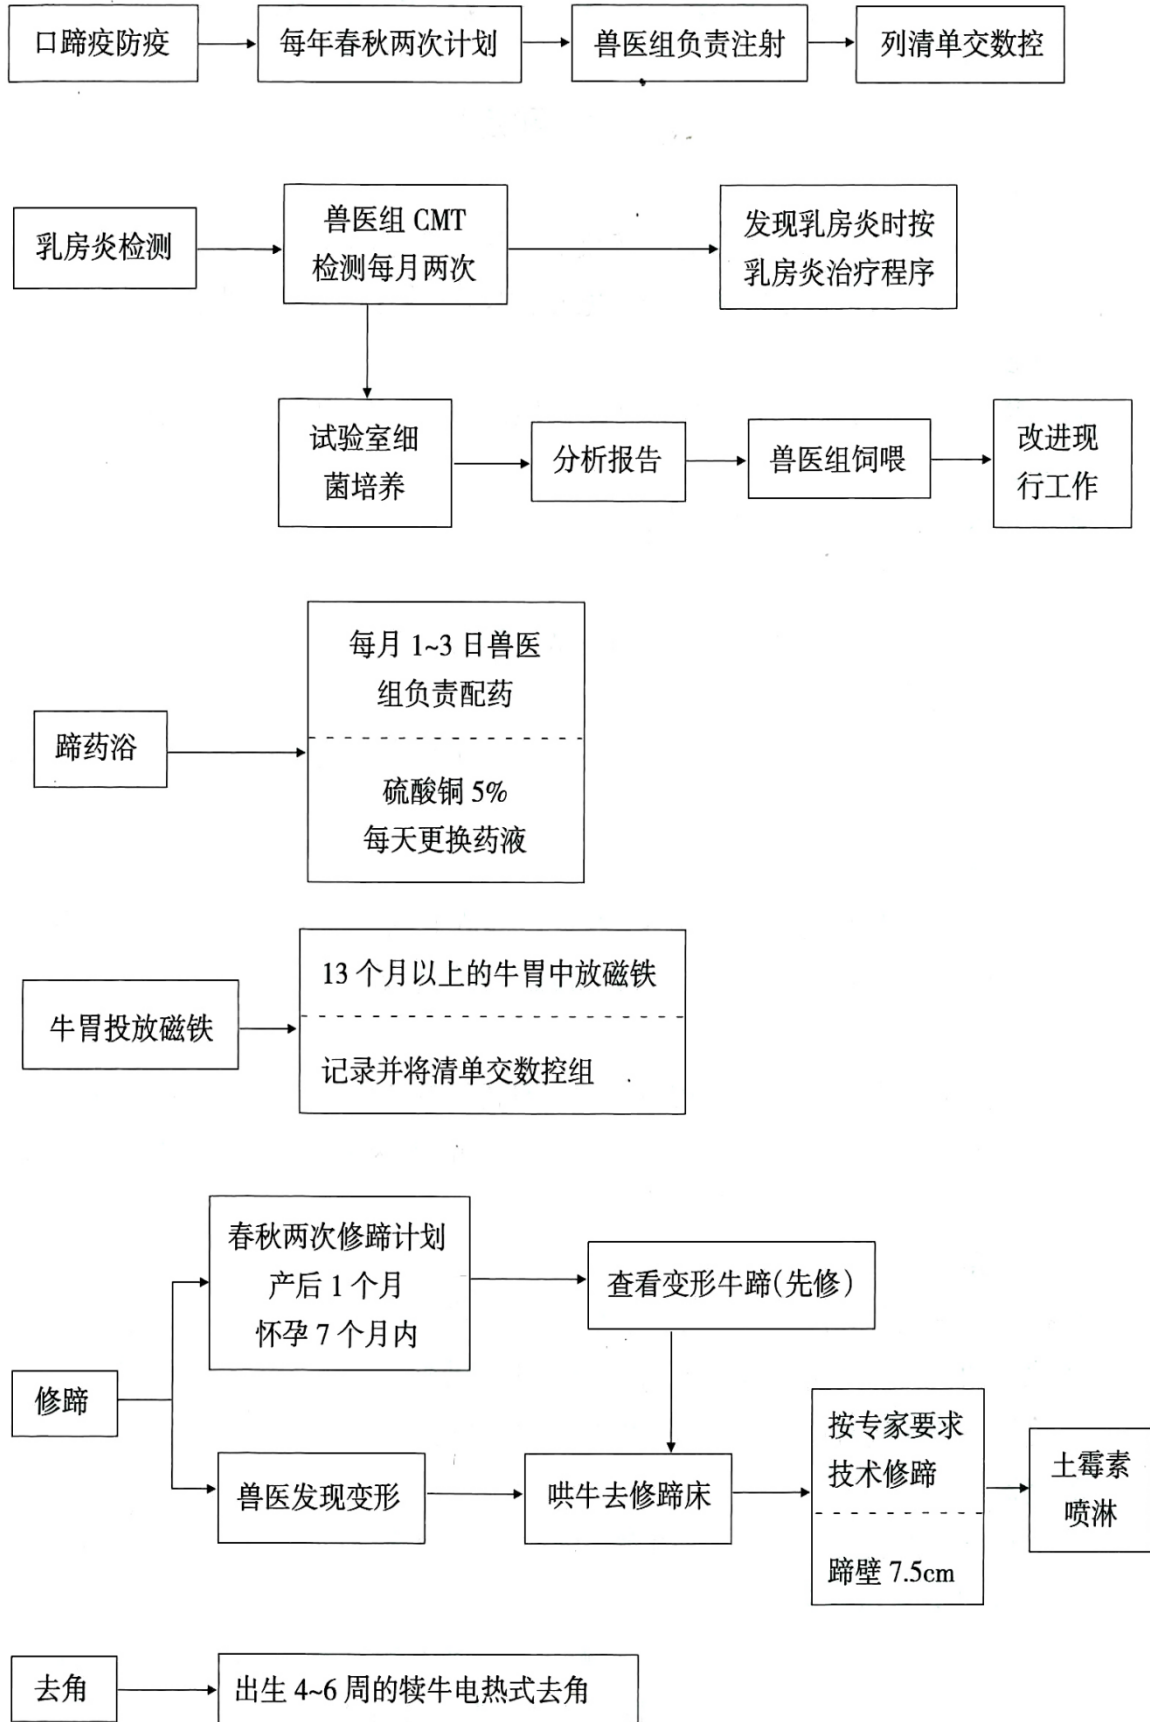 口蹄疫防疫
每年春秋两次计划
兽医组负责注射
列清单交数控
乳房炎检测
兽医组 CMT
检测每月两次
发现乳房炎时按
乳房炎治疗程序
试验室细
菌培养
分析报告
兽医组饲喂
改进现
行工作
蹄药浴
每月 1~3 日兽医
组负责配药
硫酸铜 5%
每天更换药液
牛胃投放磁铁
13 个月以上的牛胃中放磁铁
记录并将清单交数控组
修蹄
春秋两次修蹄计划
产后 1 个月
怀孕 7 个月内
查看变形牛蹄(先修)
兽医发现变形
哄牛去修蹄床
按专家要求
技术修蹄
蹄壁 7.5cm
土霉素
喷淋
去角
出生 4~6 周的犊牛电热式去角